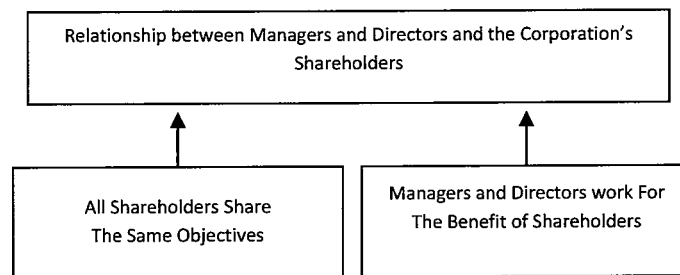 Relationship between Managers and Directors and the Corporation's
Shareholders
All Shareholders Share
The Same Objectives
Managers and Directors work For
The Benefit of Shareholders